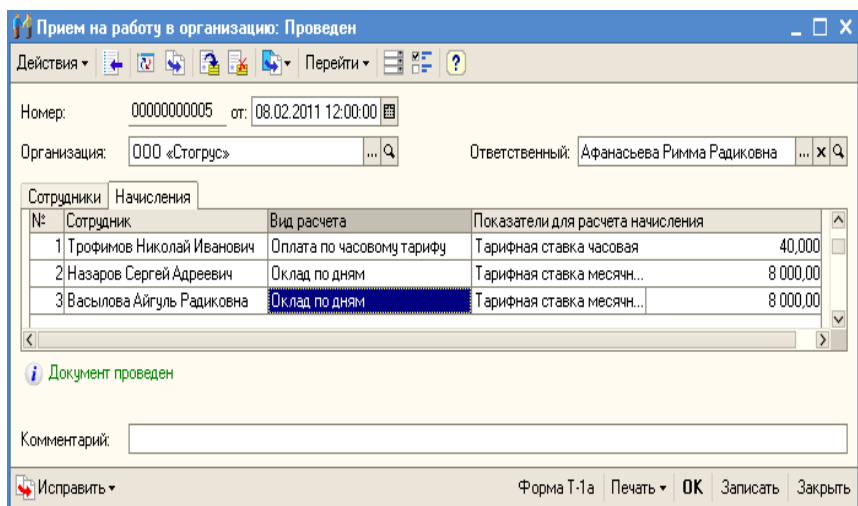 Прием на работу в организацию: Проведен
Действия Перейти ?
Номер: 00000000005 от: 08.02.2011 12:00:00
Организация: ООО «Стогрус» ... Ответственный: Афанасьева Римма Радиковна ... x
Сотрудники Начисления
№ Сотрудник Вид расчета Показатели для расчета начисления
1 Трофимов Николай Иванович Оплата по часовому тарифу Тарифная ставка часовая 40,000
2 Назаров Сергей Адреевич Оклад по дням Тарифная ставка месячн... 8 000,00
3 Васылова Айгуль Радиковна Оклад по дням Тарифная ставка месячн... 8 000,00
i Документ проведен
Комментарий:
Исправить Форма Т-1а Печать OK Записать Закрыть